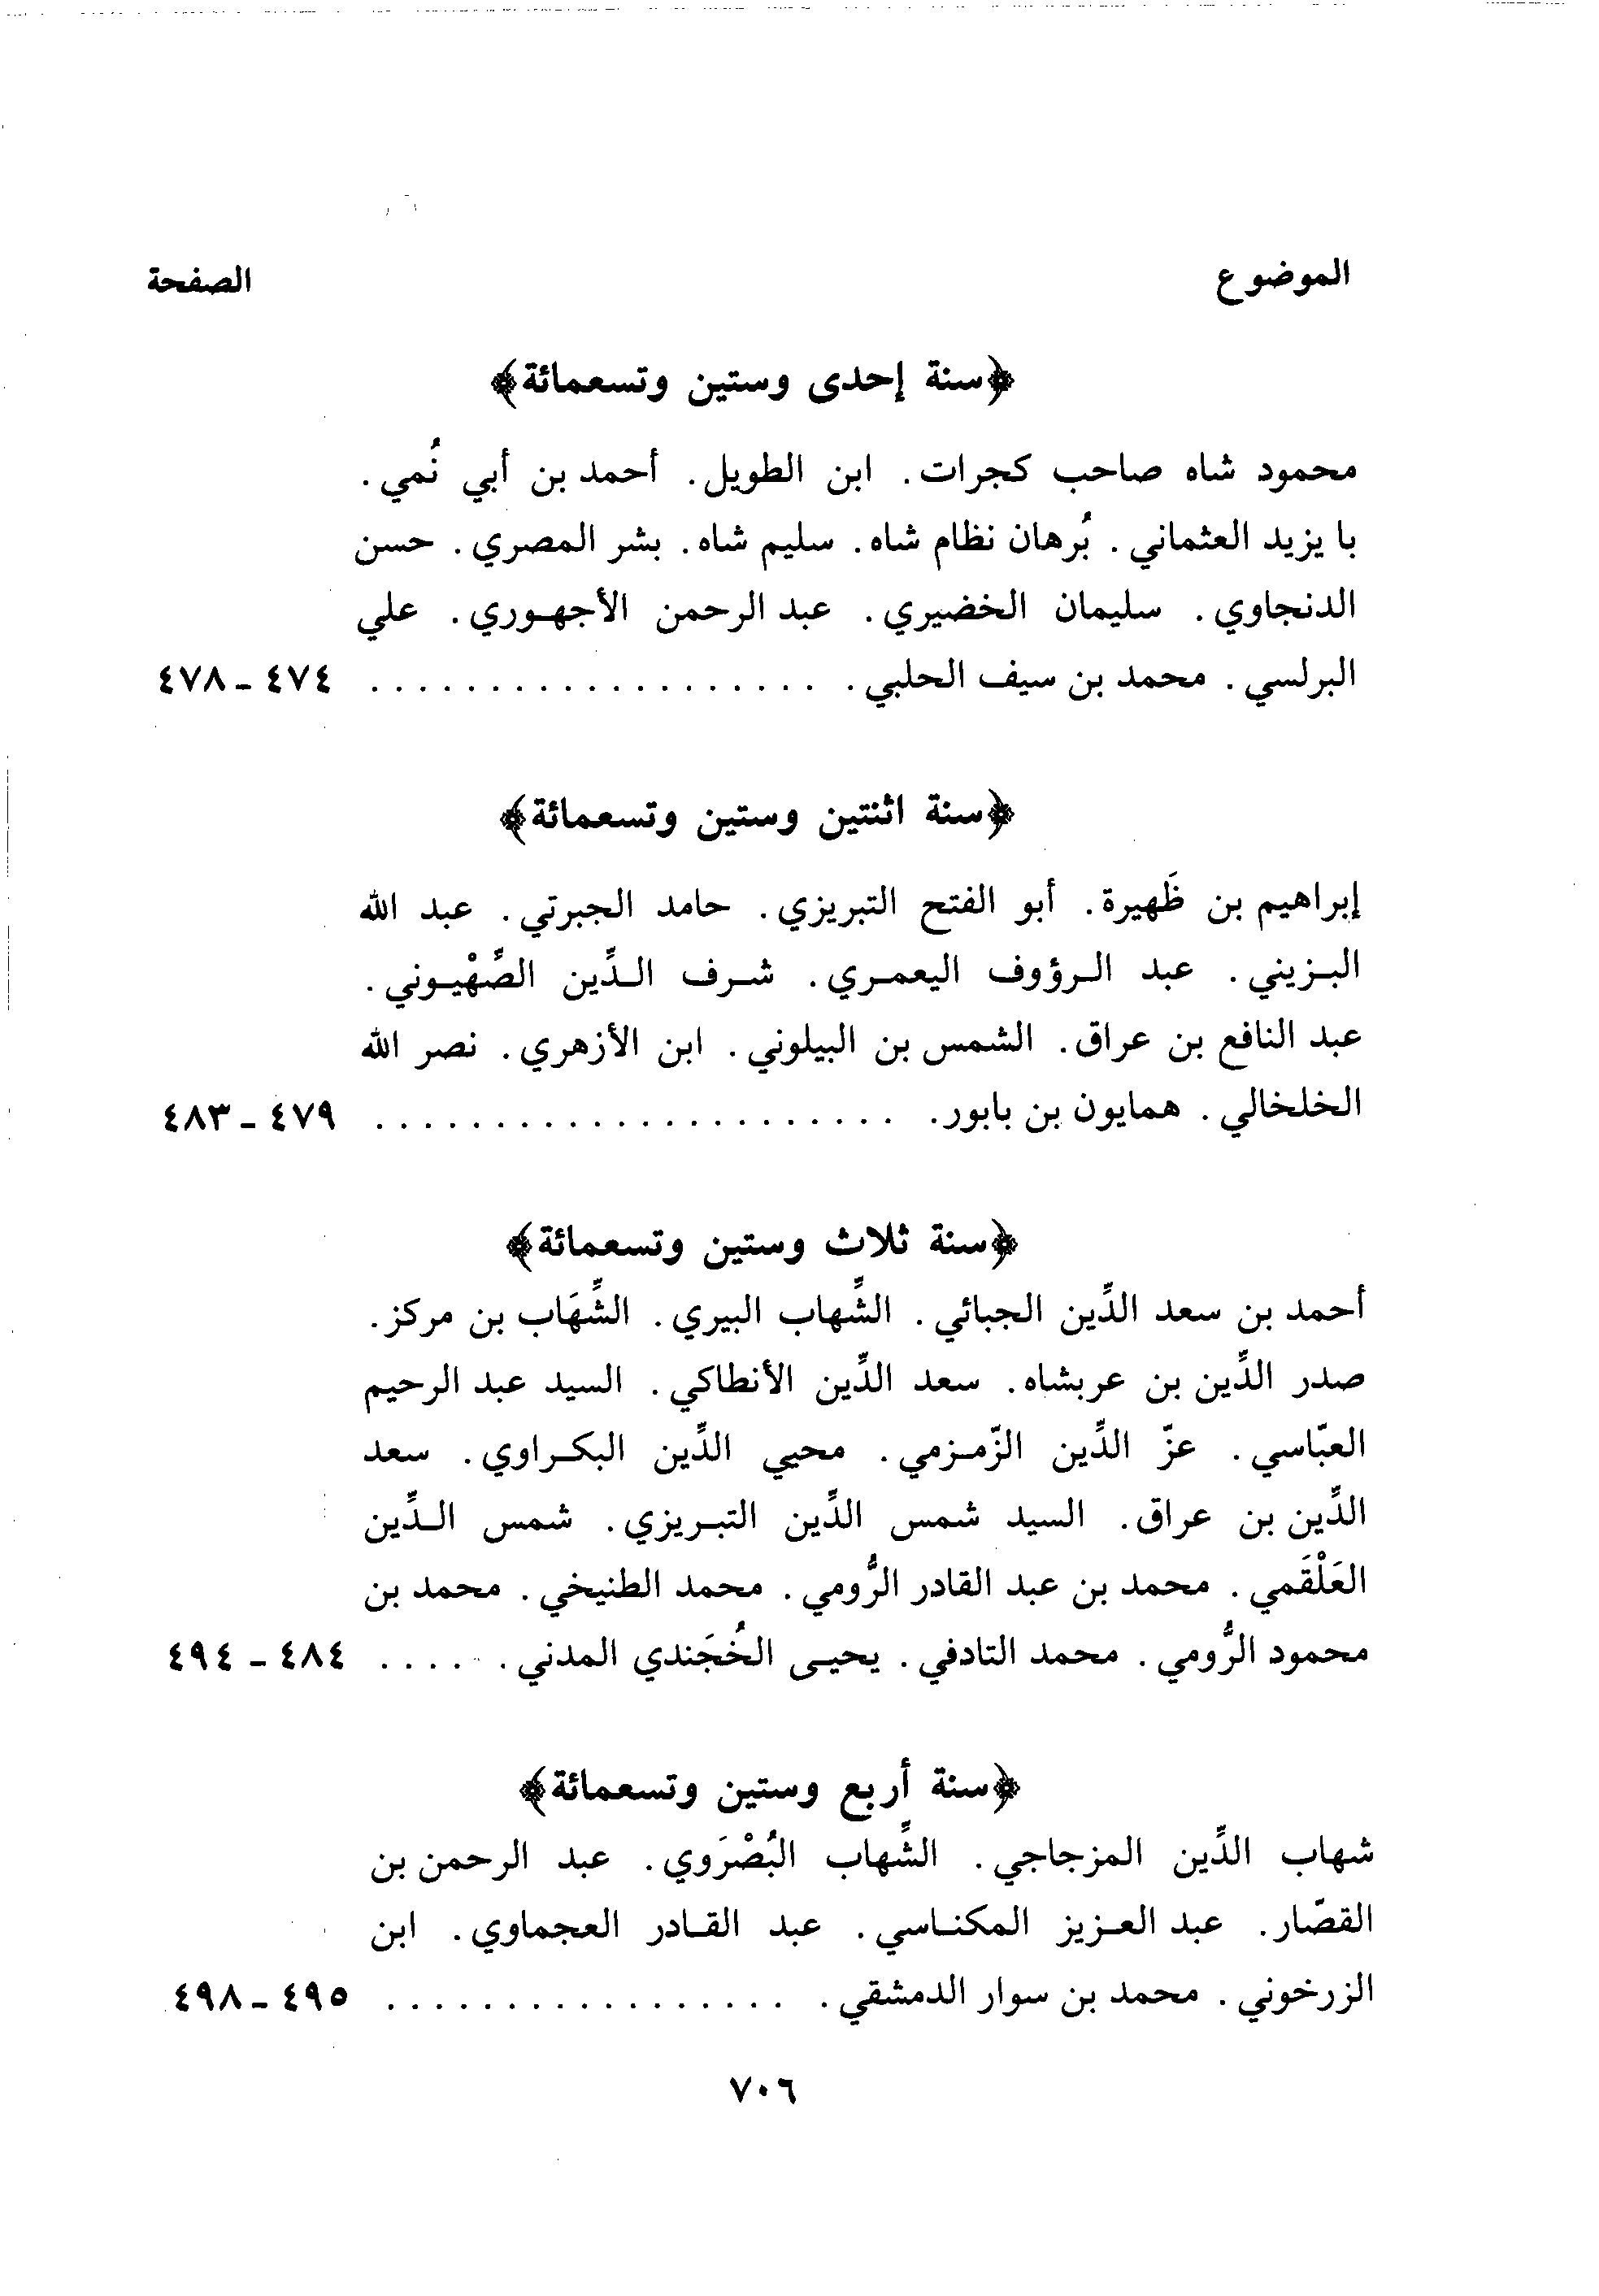 الموضوع الصفحة
﴿سنة إحدى وستين وتسعمائة﴾
محمود شاه صاحب كجرات. ابن الطويل. أحمد بن أبي نُمي.
با يزيد العثماني. بُرهان نظام شاه. سليم شاه. بشر المصري. حسن
الدنجاوي. سليمان الخضيري. عبد الرحمن الأجهوري. علي
البرلسي. محمد بن سيف الحلبي. . . . . . . . . . . . . . . . . . . . . ٤٧٤ - ٤٧٨
﴿سنة اثنتين وستين وتسعمائة﴾
إبراهيم بن ظَهيرة. أبو الفتح التبريزي. حامد الجبرتي. عبد الله
البزيني. عبد الرؤوف اليعمري. شرف الدِّين الصُّهْيوني.
عبد النافع بن عراق. الشمس بن البيلوني. ابن الأزهري. نصر الله
الخلخالي. همايون بن بابور. . . . . . . . . . . . . . . . . . . . . . . ٤٧٩ - ٤٨٣
﴿سنة ثلاث وستين وتسعمائة﴾
أحمد بن سعد الدِّين الجبائي. الشِّهاب البيري. الشِّهَاب بن مركز.
صدر الدِّين بن عربشاه. سعد الدِّين الأنطاكي. السيد عبد الرحيم
العبّاسي. عزّ الدِّين الزّمزمي. محيي الدِّين البكراوي. سعد
الدِّين بن عراق. السيد شمس الدِّين التبريزي. شمس الدِّين
العَلْقَمي. محمد بن عبد القادر الرُّومي. محمد الطنيخي. محمد بن
محمود الرُّومي. محمد التادفي. يحيى الخُجَندي المدني. . . . . . ٤٨٤ - ٤٩٤
﴿سنة أربع وستين وتسعمائة﴾
شهاب الدِّين المزجاجي. الشِّهاب البُصْرَوي. عبد الرحمن بن
القصّار. عبد العزيز المكناسي. عبد القادر العجماوي. ابن
الزرخوني. محمد بن سوار الدمشقي. . . . . . . . . . . . . . . . . . ٤٩٥ - ٤٩٨
٧٠٦